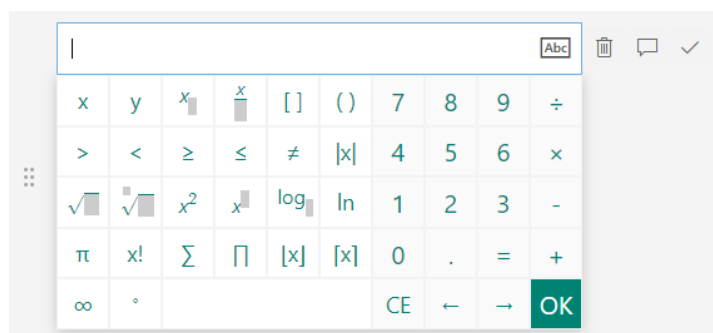 Abc
x y x x [ ] ( ) 7 8 9 ÷
> < ≥ ≤ ≠ |x| 4 5 6 ×
√ √ x² x log ln 1 2 3 -
π x! ∑ ∏ ⌊x⌋ ⌈x⌉ 0 . = +
∞ ° CE ← → OK